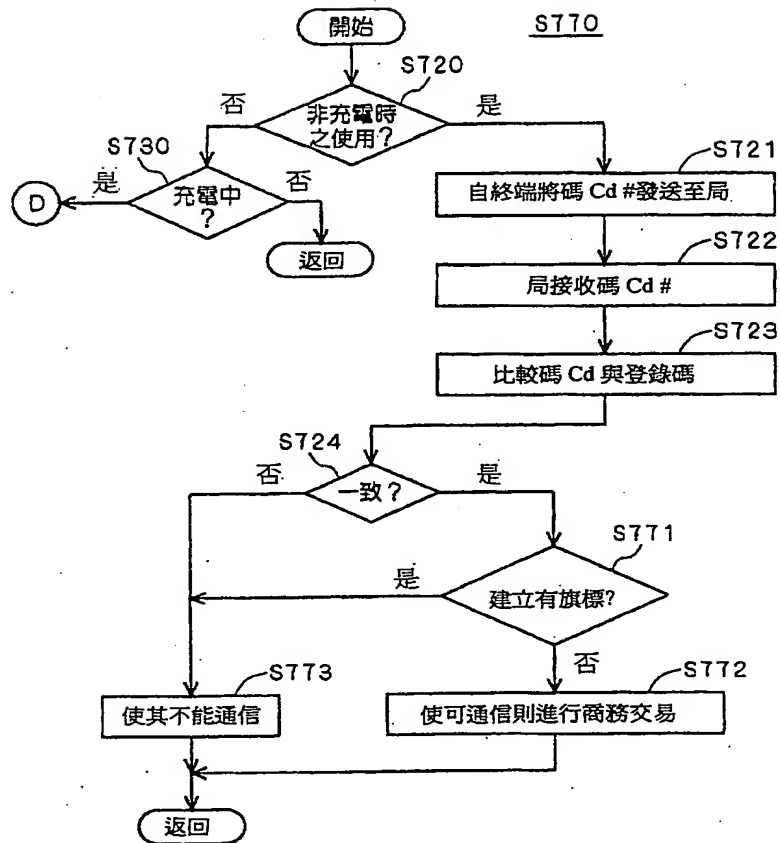 開始
S770
S720
否
非充電時
之使用?
是
S730
S721
是
充電中
?
否
D
自終端將碼 Cd #發送至局
返回
S722
局接收碼 Cd #
S723
比較碼 Cd 與登錄碼
S724
否
一致?
是
S771
是
建立有旗標?
否
S773
S772
使其不能通信
使可通信則進行商務交易
返回